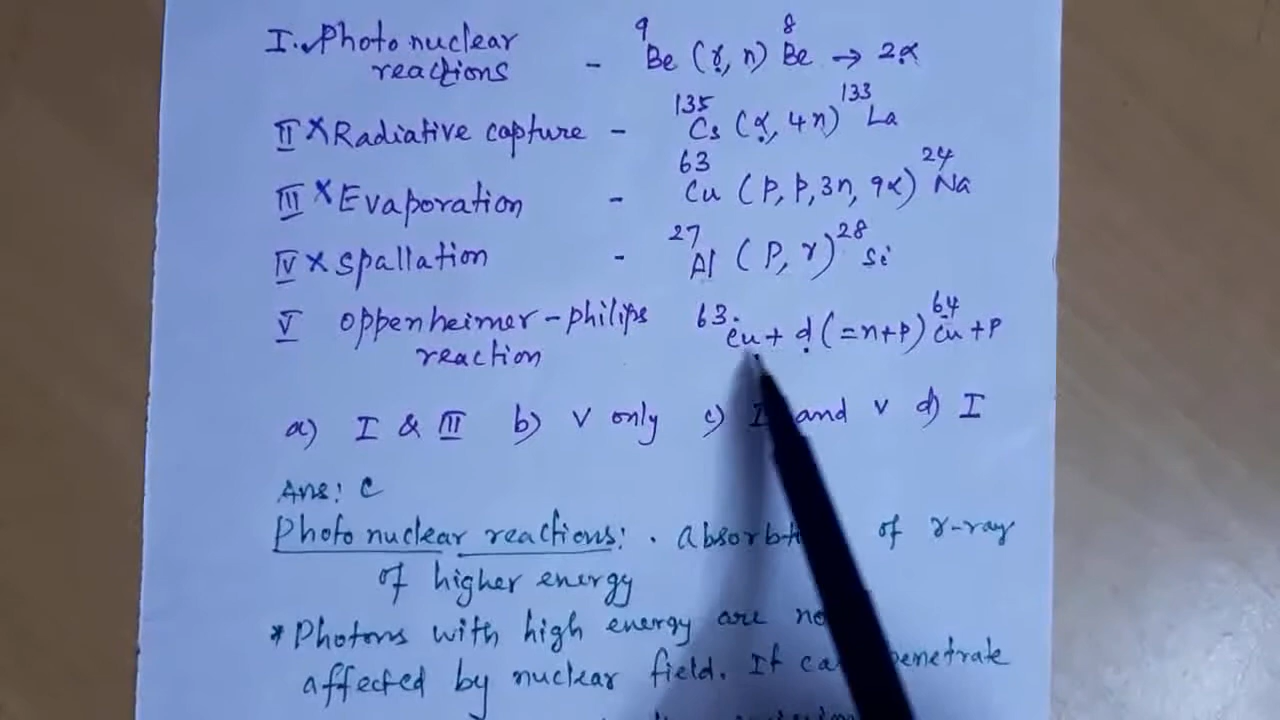 I. ✓ Photo nuclear reactions - ⁹Be (γ, n) ⁸Be → 2α
II × Radiative capture - ¹³⁵Cs (α, 4n) ¹³³La
III × Evaporation - ⁶³Cu (p, p, 3n, 9α) ²⁴Na
IV × Spallation - ²⁷Al (P, γ) ²⁸Si
V Oppenheimer-philips reaction ⁶³Cu + d (=n+p) ⁶⁴Cu + P
a) I & III b) V only c) I and V d) I
Ans: C
Photo nuclear reactions: · of γ-ray
of higher energy
* Photons with high energy are
affected by nuclear field. If penetrate